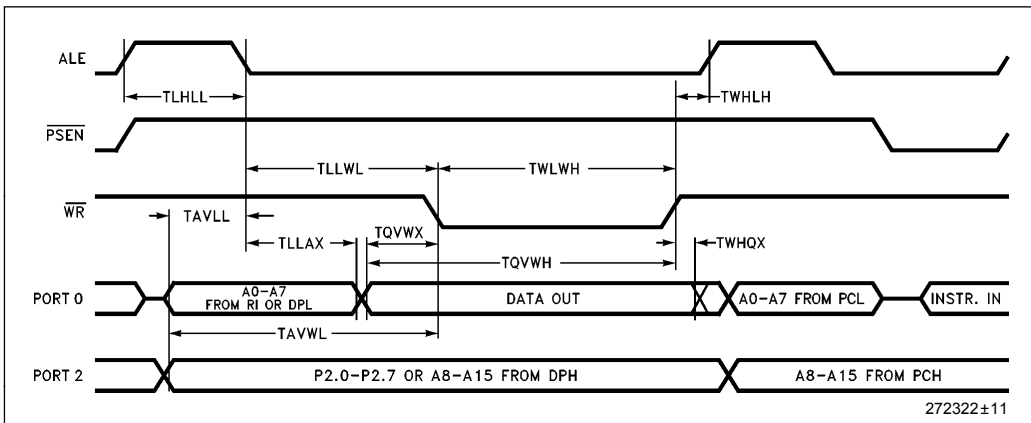 ALE
TLHLL
TWHLH
PSEN
TLLWL
TWLWH
WR
TAVLL
TQVWX
TLLAX
TWHQX
TQVWH
PORT 0
A0-A7
FROM RI OR DPL
DATA OUT
A0-A7 FROM PCL
INSTR. IN
TAVWL
PORT 2
P2.0-P2.7 OR A8-A15 FROM DPH
A8-A15 FROM PCH
272322±11